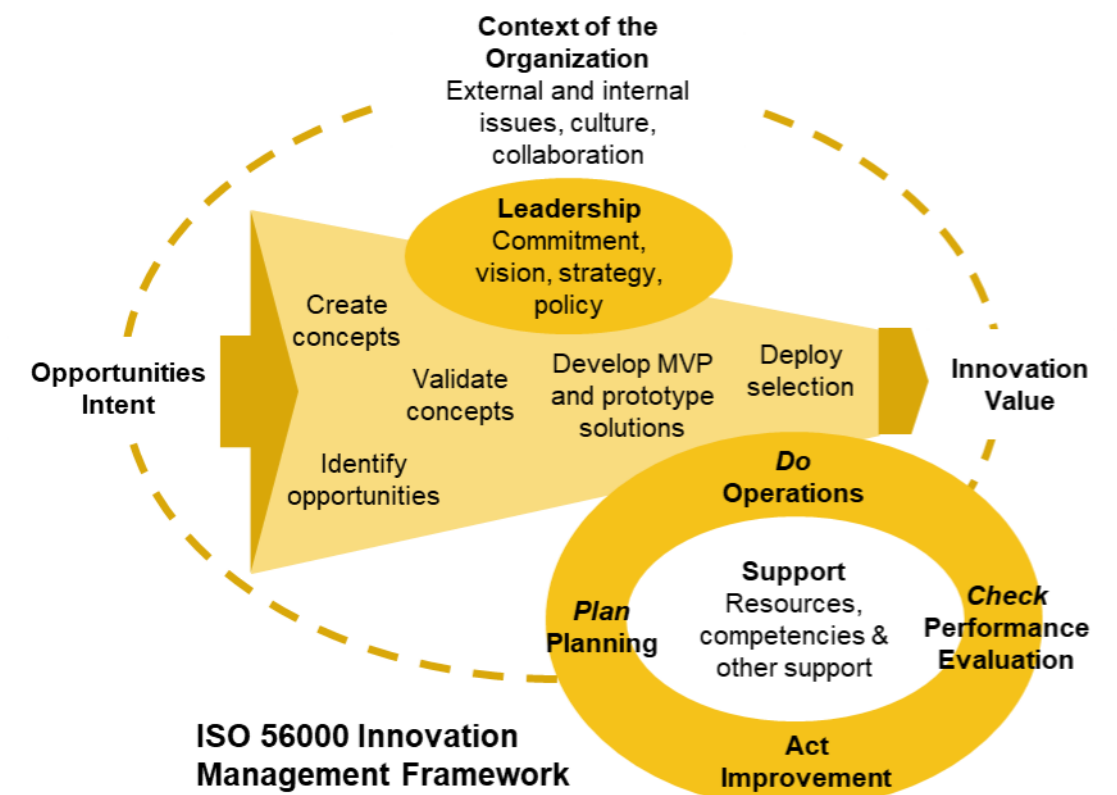 Context of the
Organization
External and internal
issues, culture,
collaboration
Leadership
Commitment,
vision, strategy,
policy
Create
concepts
Opportunities
Intent
Validate
concepts
Develop MVP
and prototype
solutions
Deploy
selection
Innovation
Value
Identify
opportunities
Do
Operations
Plan
Planning
Support
Resources,
competencies &
other support
Check
Performance
Evaluation
Act
Improvement
ISO 56000 Innovation
Management Framework